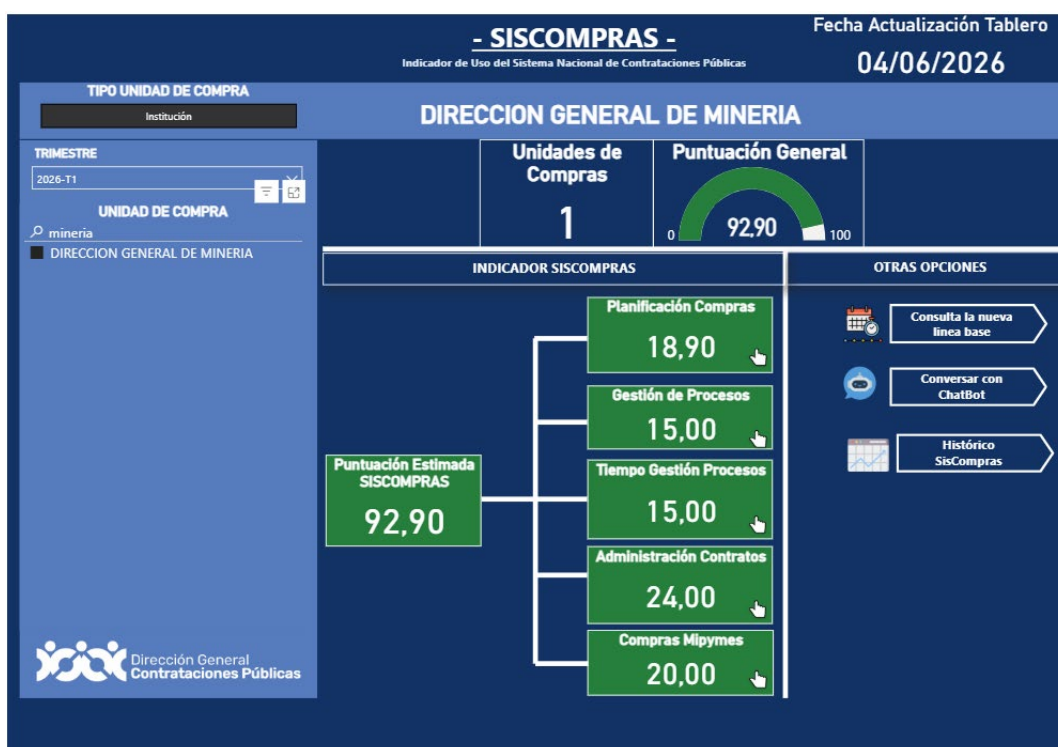 - SISCOMPRAS -
Indicador de Uso del Sistema Nacional de Contrataciones Públicas
Fecha Actualización Tablero
04/06/2026
TIPO UNIDAD DE COMPRA
Institución
DIRECCION GENERAL DE MINERIA
TRIMESTRE
2026-T1
UNIDAD DE COMPRA
mineria
DIRECCION GENERAL DE MINERIA
Unidades de
Compras
1
Puntuación General
92,90
0
100
INDICADOR SISCOMPRAS
OTRAS OPCIONES
Puntuación Estimada
SISCOMPRAS
92,90
Planificación Compras
18,90
Gestión de Procesos
15,00
Tiempo Gestión Procesos
15,00
Administración Contratos
24,00
Compras Mipymes
20,00
Consulta la nueva
linea base
Conversar con
ChatBot
Histórico
SisCompras
Dirección General
Contrataciones Públicas